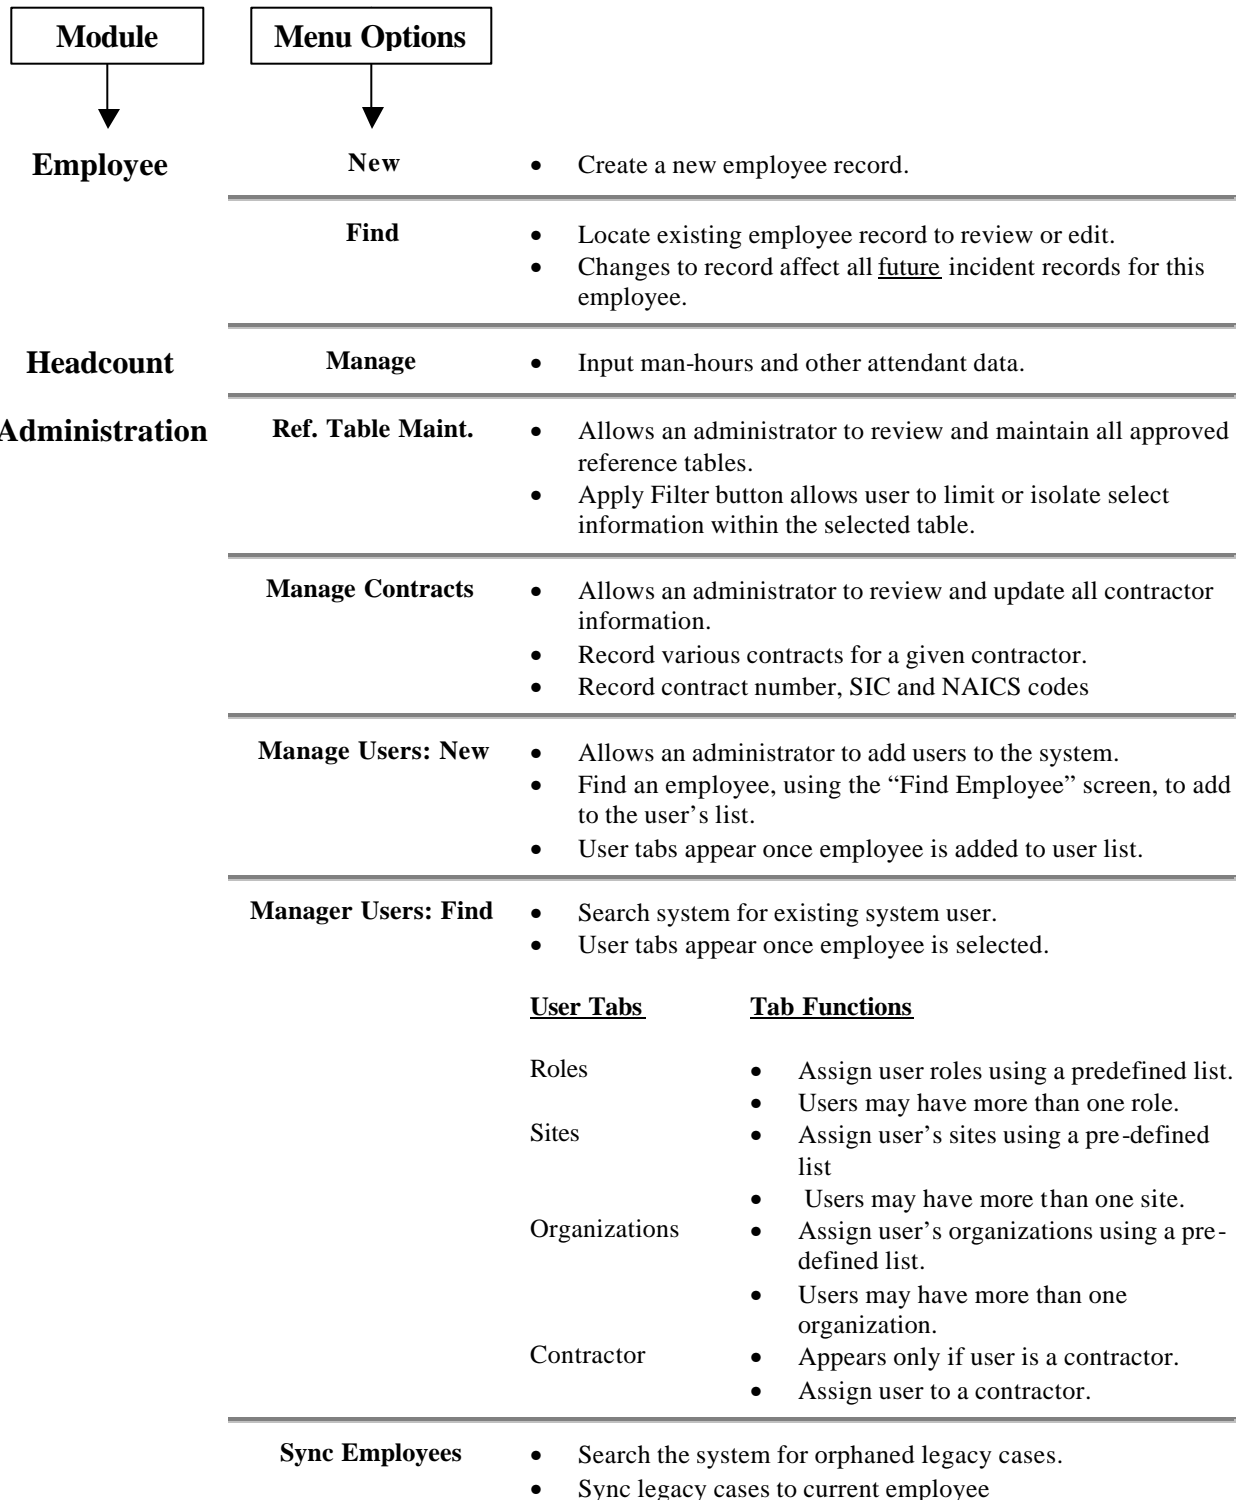 Module
Menu Options
Employee
New
• Create a new employee record.
Find
• Locate existing employee record to review or edit.
• Changes to record affect all future incident records for this
employee.
Headcount
Manage
• Input man-hours and other attendant data.
Administration
Ref. Table Maint.
• Allows an administrator to review and maintain all approved
reference tables.
• Apply Filter button allows user to limit or isolate select
information within the selected table.
Manage Contracts
• Allows an administrator to review and update all contractor
information.
• Record various contracts for a given contractor.
• Record contract number, SIC and NAICS codes
Manage Users: New
• Allows an administrator to add users to the system.
• Find an employee, using the “Find Employee” screen, to add
to the user’s list.
• User tabs appear once employee is added to user list.
Manager Users: Find
• Search system for existing system user.
• User tabs appear once employee is selected.
User Tabs
Tab Functions
Roles
• Assign user roles using a predefined list.
• Users may have more than one role.
Sites
• Assign user’s sites using a pre-defined
list
• Users may have more than one site.
Organizations
• Assign user’s organizations using a pre-
defined list.
• Users may have more than one
organization.
Contractor
• Appears only if user is a contractor.
• Assign user to a contractor.
Sync Employees
• Search the system for orphaned legacy cases.
• Sync legacy cases to current employee